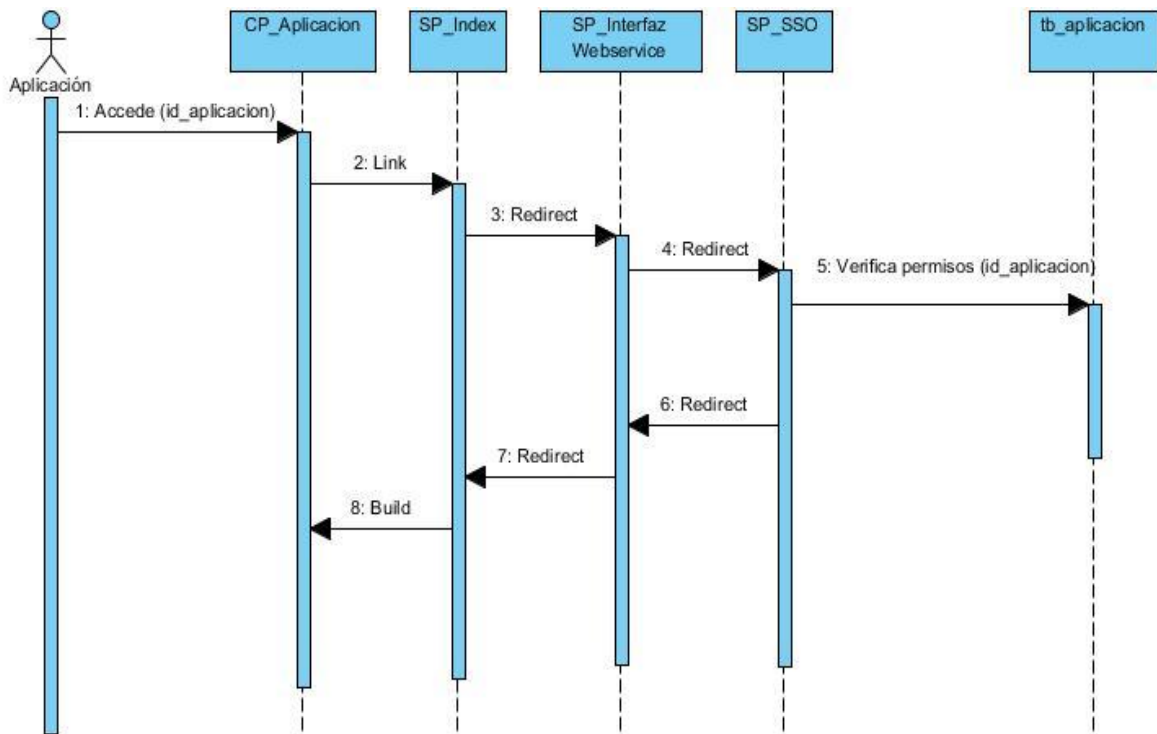 CP_Aplicacion
SP_Index
SP_Interfaz
Webservice
SP_SSO
tb_aplicacion
Aplicación
1: Accede (id_aplicacion)
2: Link
3: Redirect
4: Redirect
5: Verifica permisos (id_aplicacion)
6: Redirect
7: Redirect
8: Build